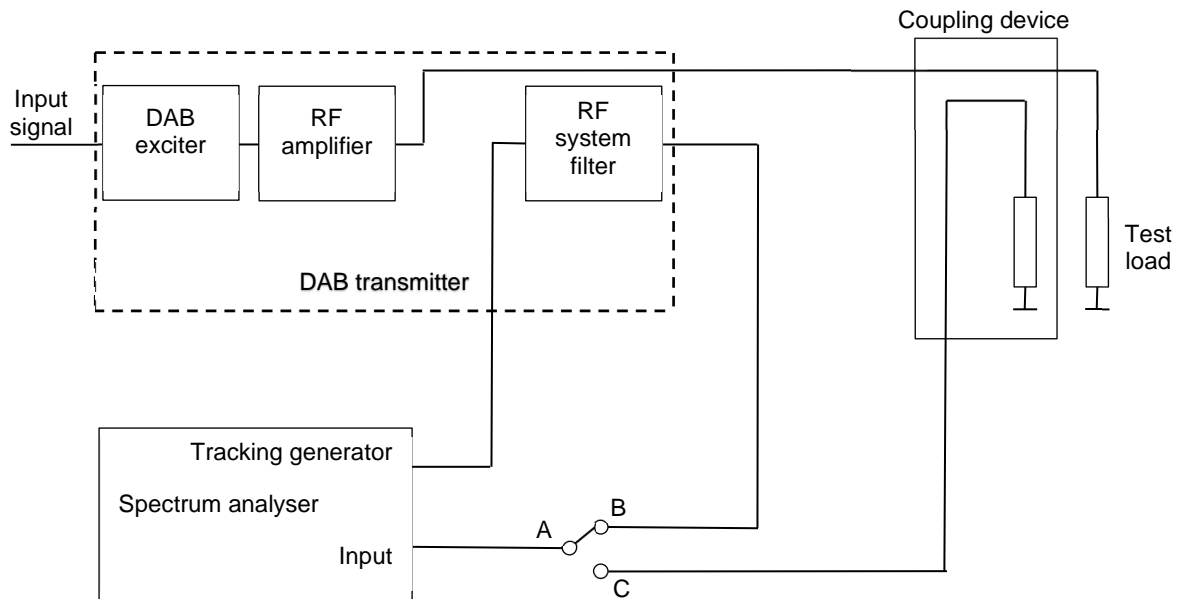 Coupling device
Input
signal
DAB
exciter
RF
amplifier
RF
system
filter
Test
load
DAB transmitter
Tracking generator
Spectrum analyser
Input
A
B
C